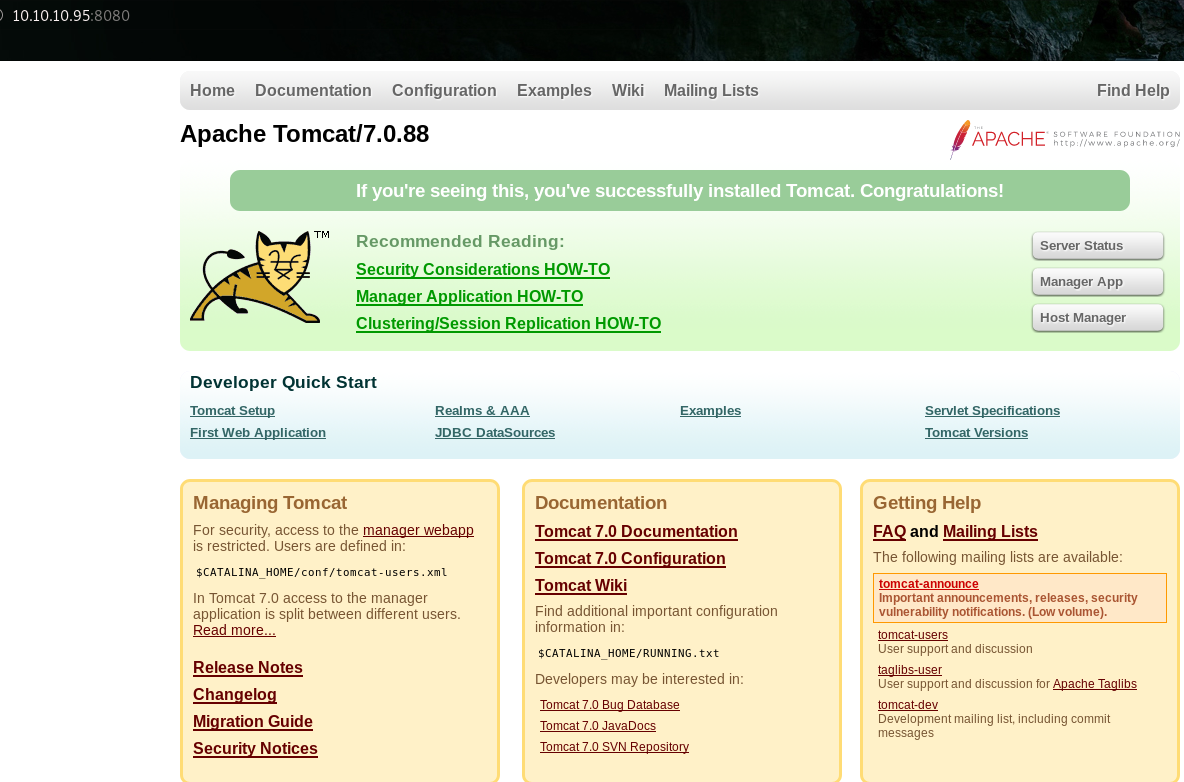 10.10.10.95:8080
Home Documentation Configuration Examples Wiki Mailing Lists Find Help
Apache Tomcat/7.0.88
THE APACHE SOFTWARE FOUNDATION
http://www.apache.org/
If you're seeing this, you've successfully installed Tomcat. Congratulations!
TM
Recommended Reading:
Security Considerations HOW-TO
Manager Application HOW-TO
Clustering/Session Replication HOW-TO
Server Status
Manager App
Host Manager
Developer Quick Start
Tomcat Setup
First Web Application
Realms & AAA
JDBC DataSources
Examples
Servlet Specifications
Tomcat Versions
Managing Tomcat
For security, access to the manager webapp
is restricted. Users are defined in:
$CATALINA_HOME/conf/tomcat-users.xml
In Tomcat 7.0 access to the manager
application is split between different users.
Read more...
Release Notes
Changelog
Migration Guide
Security Notices
Documentation
Tomcat 7.0 Documentation
Tomcat 7.0 Configuration
Tomcat Wiki
Find additional important configuration
information in:
$CATALINA_HOME/RUNNING.txt
Developers may be interested in:
Tomcat 7.0 Bug Database
Tomcat 7.0 JavaDocs
Tomcat 7.0 SVN Repository
Getting Help
FAQ and Mailing Lists
The following mailing lists are available:
tomcat-announce
Important announcements, releases, security
vulnerability notifications. (Low volume).
tomcat-users
User support and discussion
taglibs-user
User support and discussion for Apache Taglibs
tomcat-dev
Development mailing list, including commit
messages